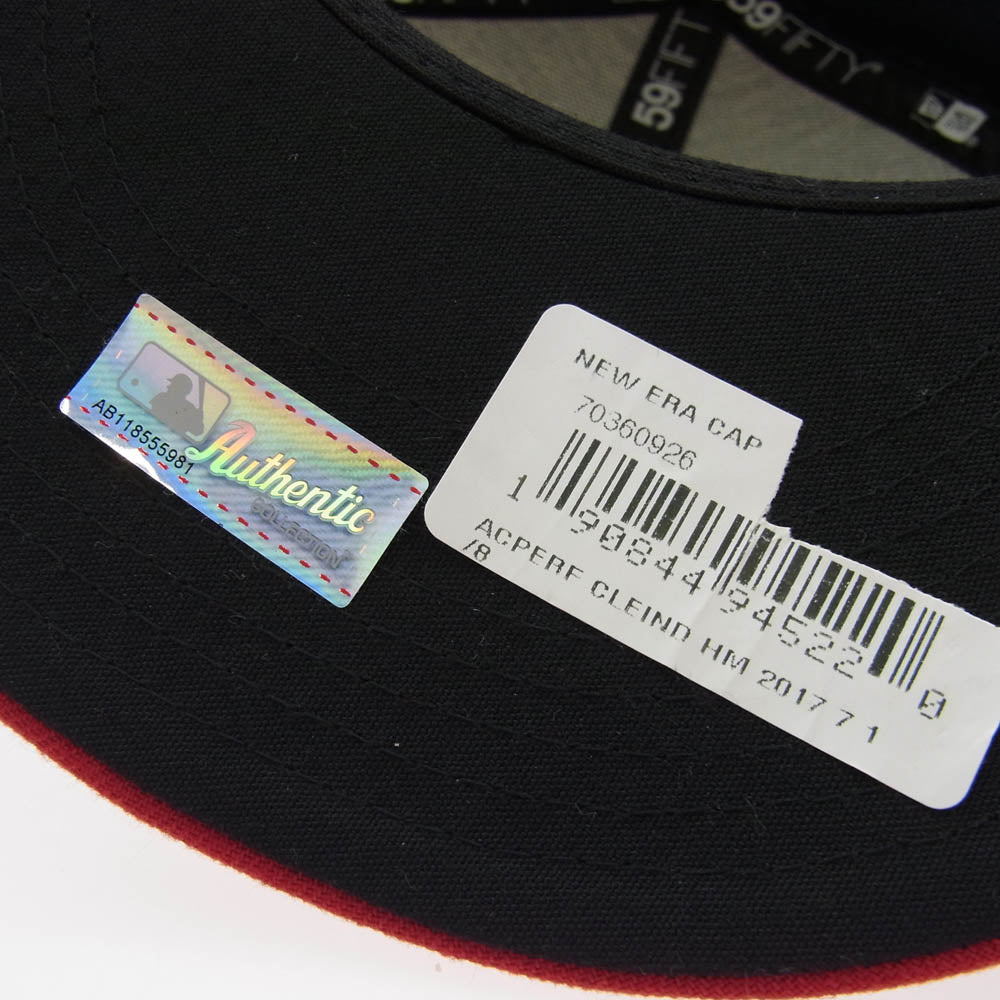 59FIFTY
59FIFTY
AB118555981
Authentic
COLLECTION
NEW ERA CAP
70360926
1 90844 94522 0
ACPERF CLEIND HM 2017 7 1
/8